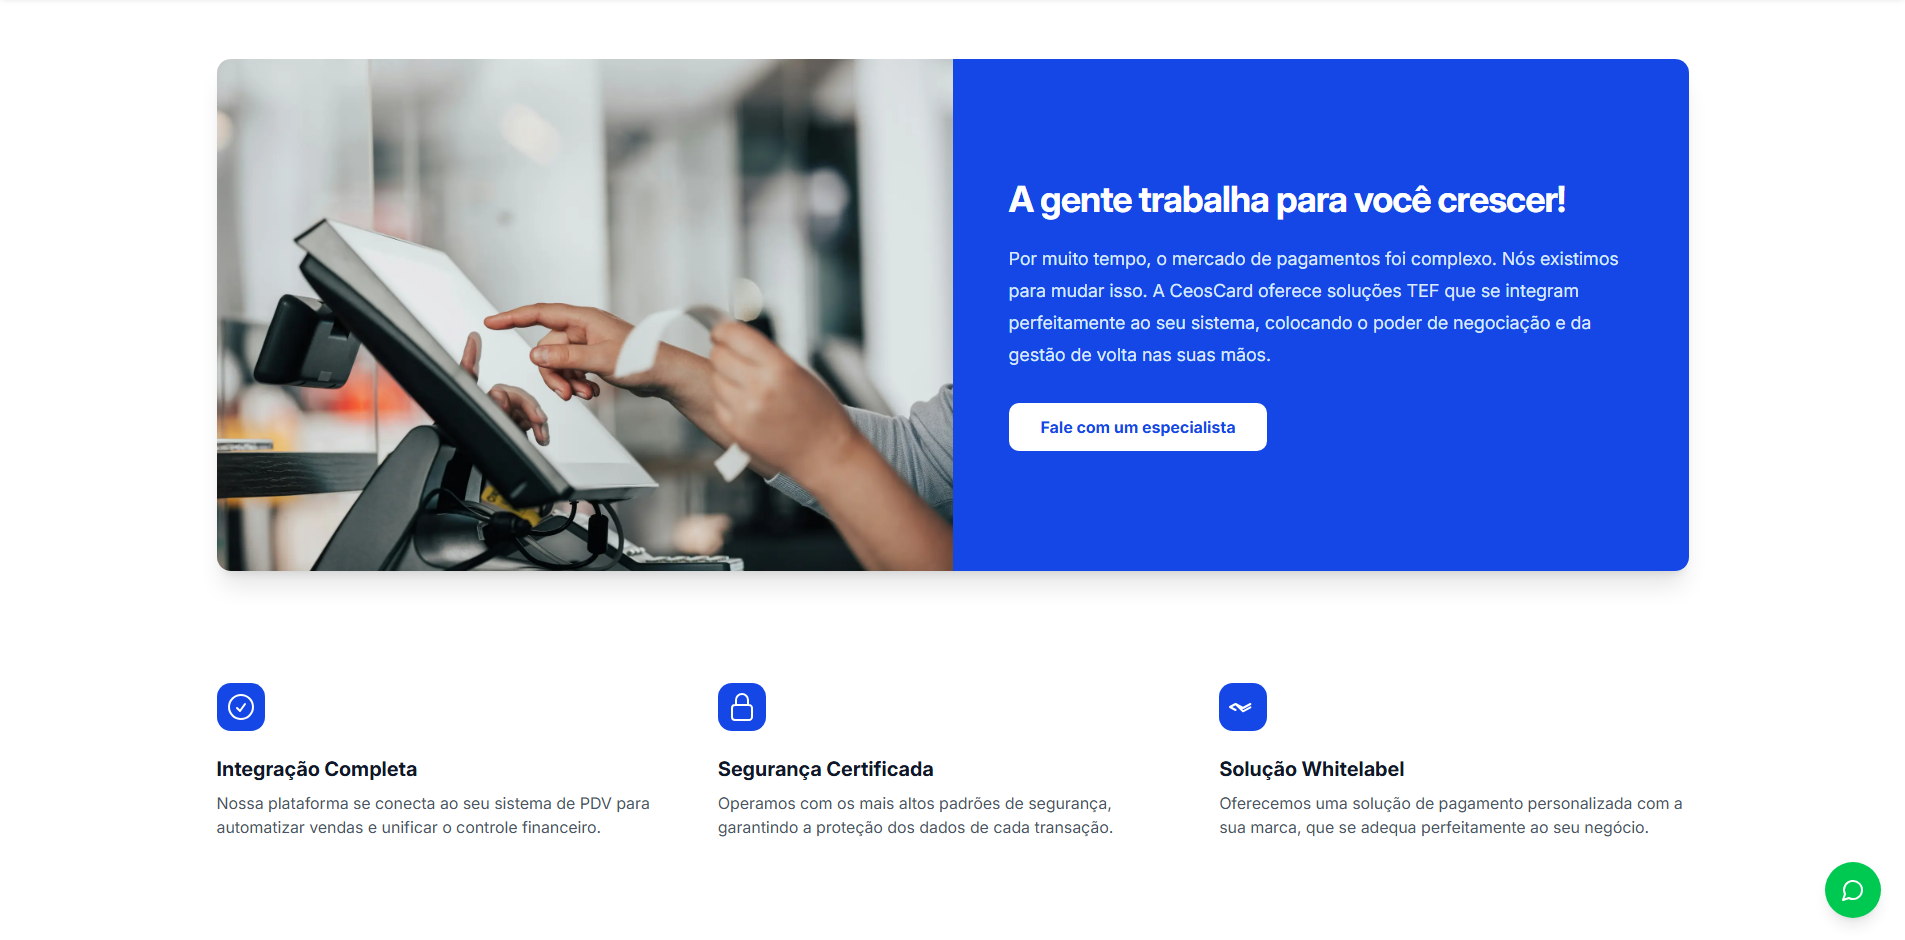 A gente trabalha para você crescer!
Por muito tempo, o mercado de pagamentos foi complexo. Nós existimos
para mudar isso. A CeosCard oferece soluções TEF que se integram
perfeitamente ao seu sistema, colocando o poder de negociação e da
gestão de volta nas suas mãos.
Fale com um especialista
Integração Completa
Nossa plataforma se conecta ao seu sistema de PDV para
automatizar vendas e unificar o controle financeiro.
Segurança Certificada
Operamos com os mais altos padrões de segurança,
garantindo a proteção dos dados de cada transação.
Solução Whitelabel
Oferecemos uma solução de pagamento personalizada com a
sua marca, que se adequa perfeitamente ao seu negócio.